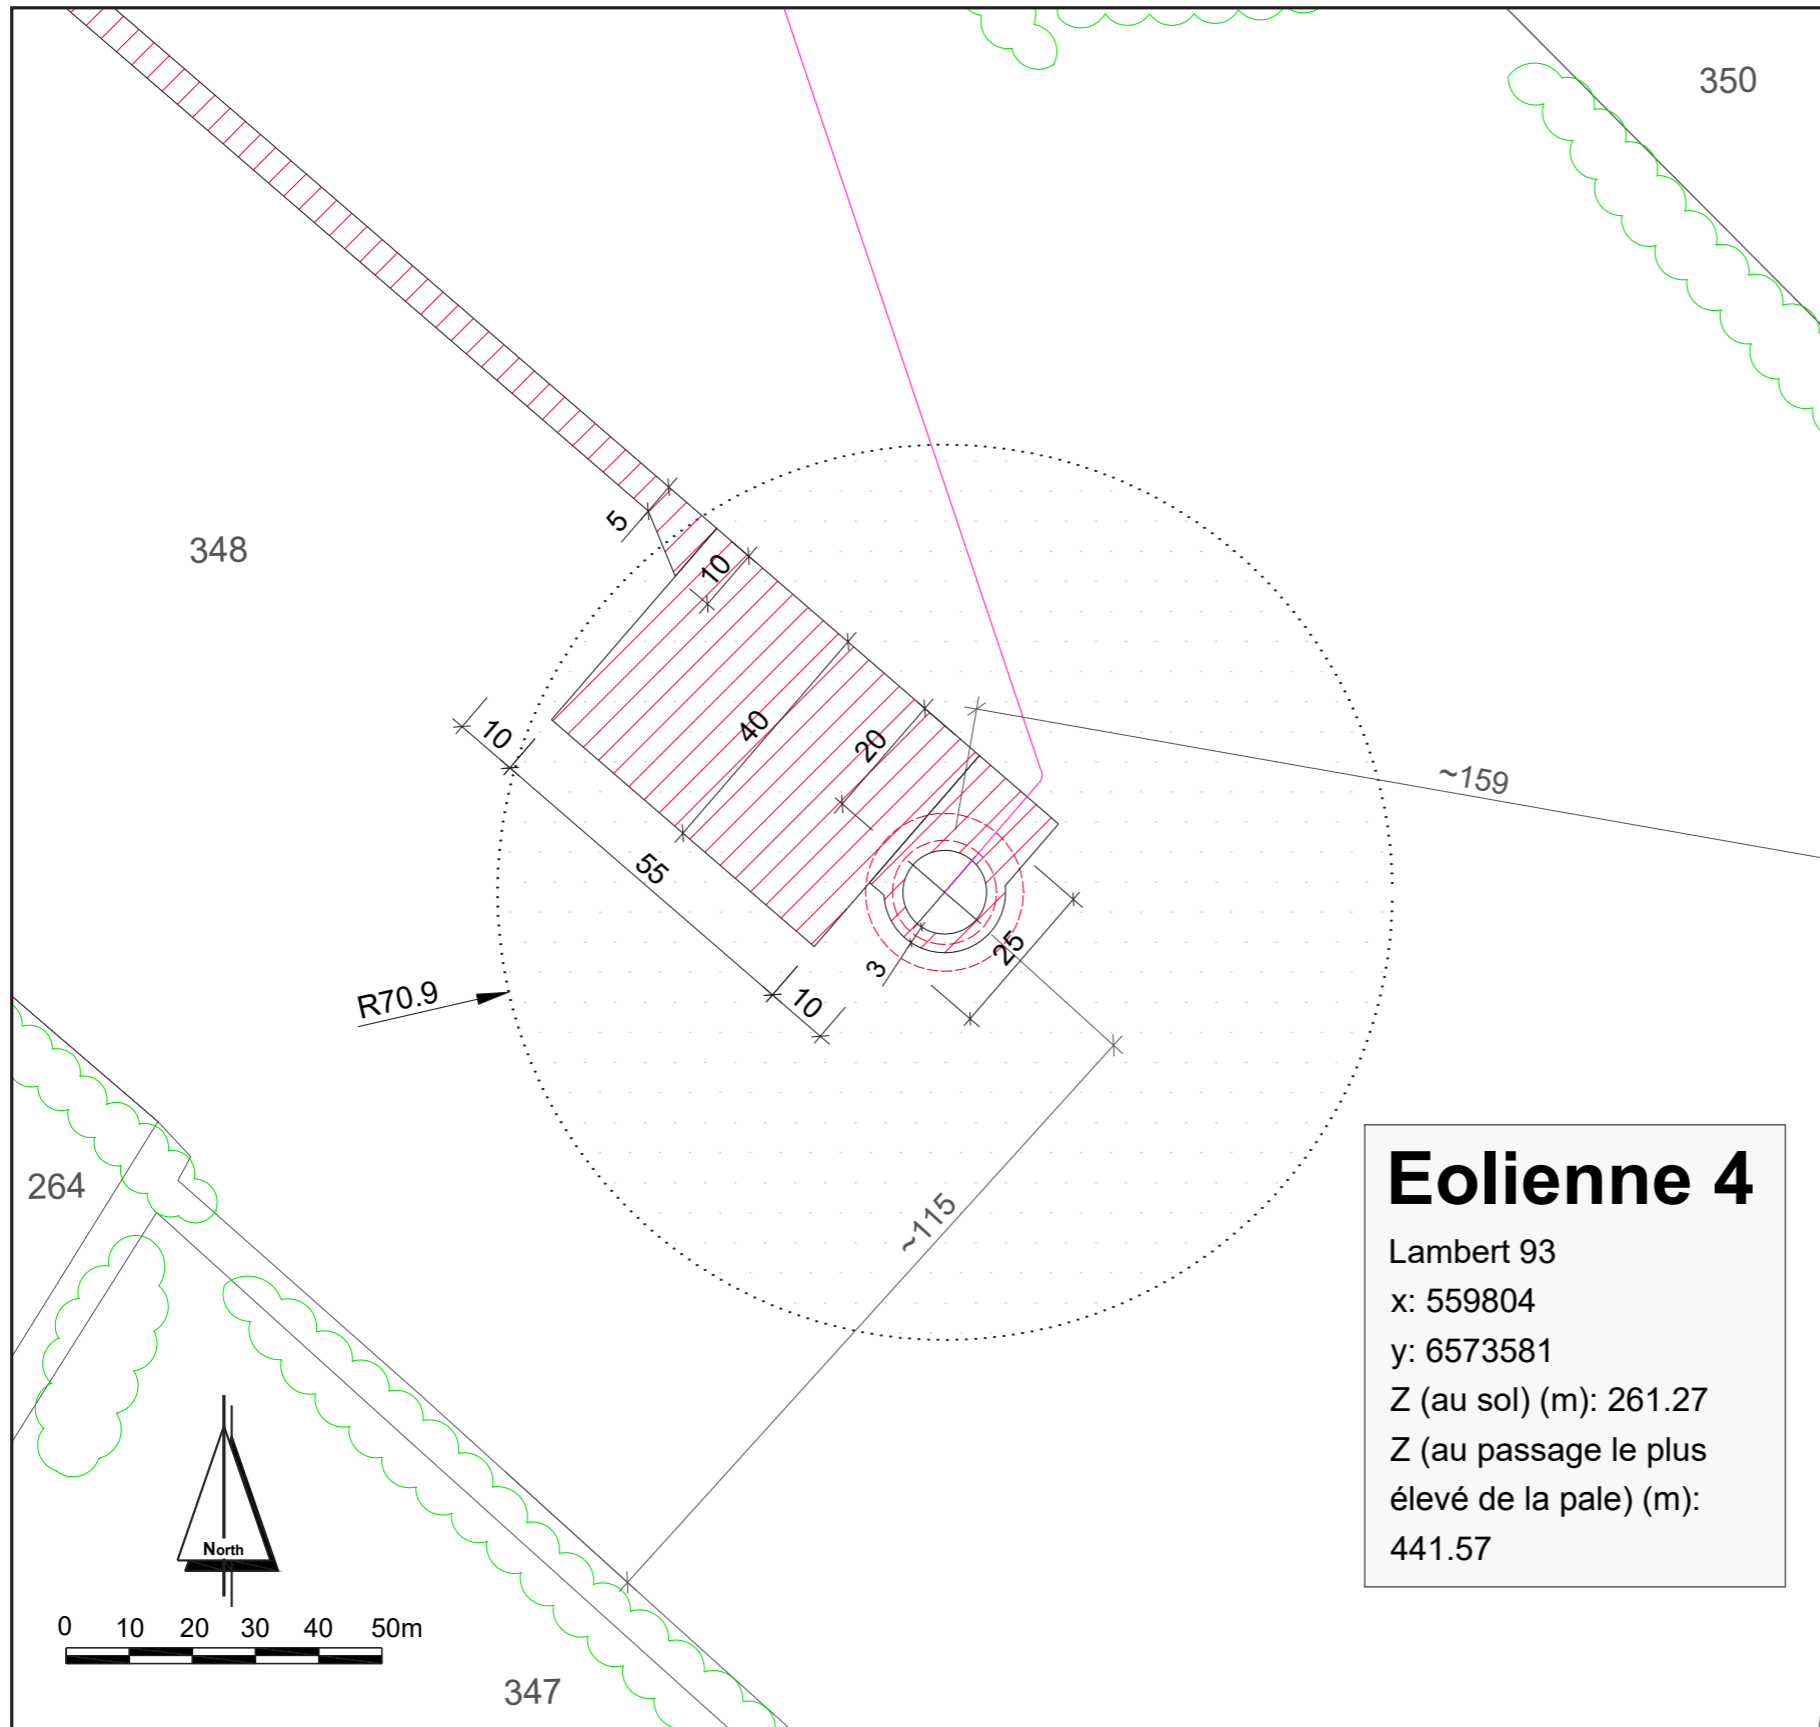 350
348
5
10
40
20
10
55
~159
25
3
10
R70.9
264
~115
Eolienne 4
Lambert 93
x: 559804
y: 6573581
Z (au sol) (m): 261.27
Z (au passage le plus
élevé de la pale) (m):
441.57
North
N
0 10 20 30 40 50m
347